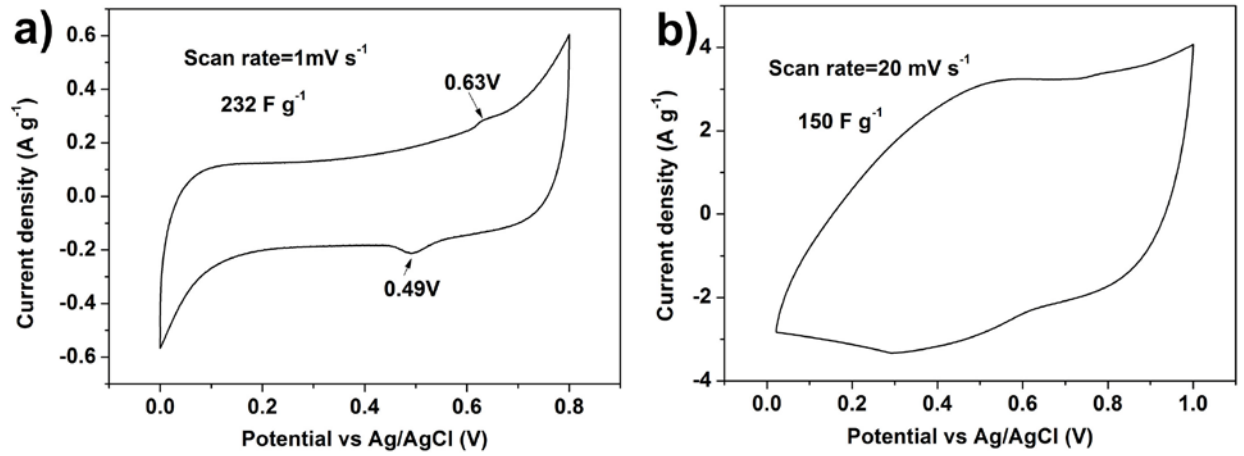 a)
Scan rate=1mV s⁻¹
232 F g⁻¹
0.63V
0.49V
0.6
0.4
0.2
0.0
-0.2
-0.4
-0.6
Current density (A g⁻¹)
0.0 0.2 0.4 0.6 0.8
Potential vs Ag/AgCl (V)
b)
Scan rate=20 mV s⁻¹
150 F g⁻¹
4
2
0
-2
-4
Current density (A g⁻¹)
0.0 0.2 0.4 0.6 0.8 1.0
Potential vs Ag/AgCl (V)